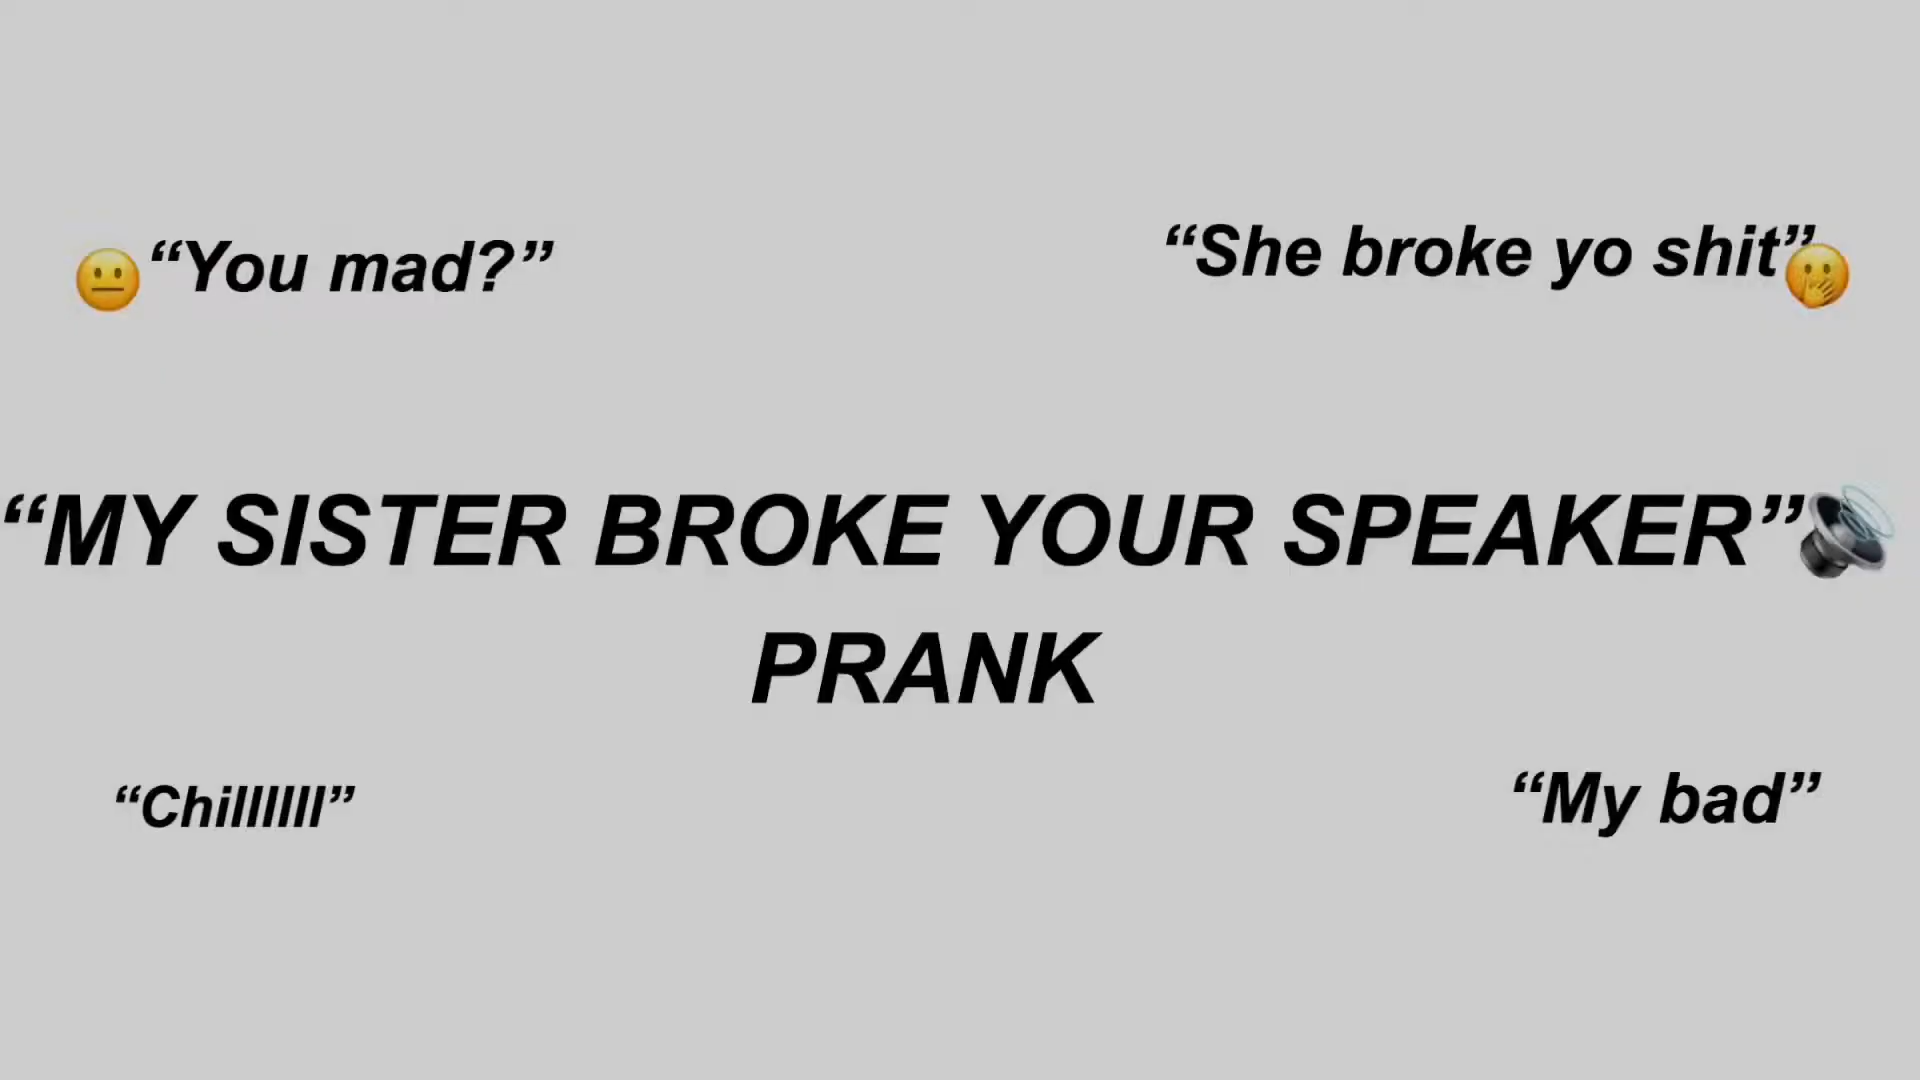 “You mad?”
“She broke yo shit”
“MY SISTER BROKE YOUR SPEAKER”
PRANK
“Chilllllll”
“My bad”